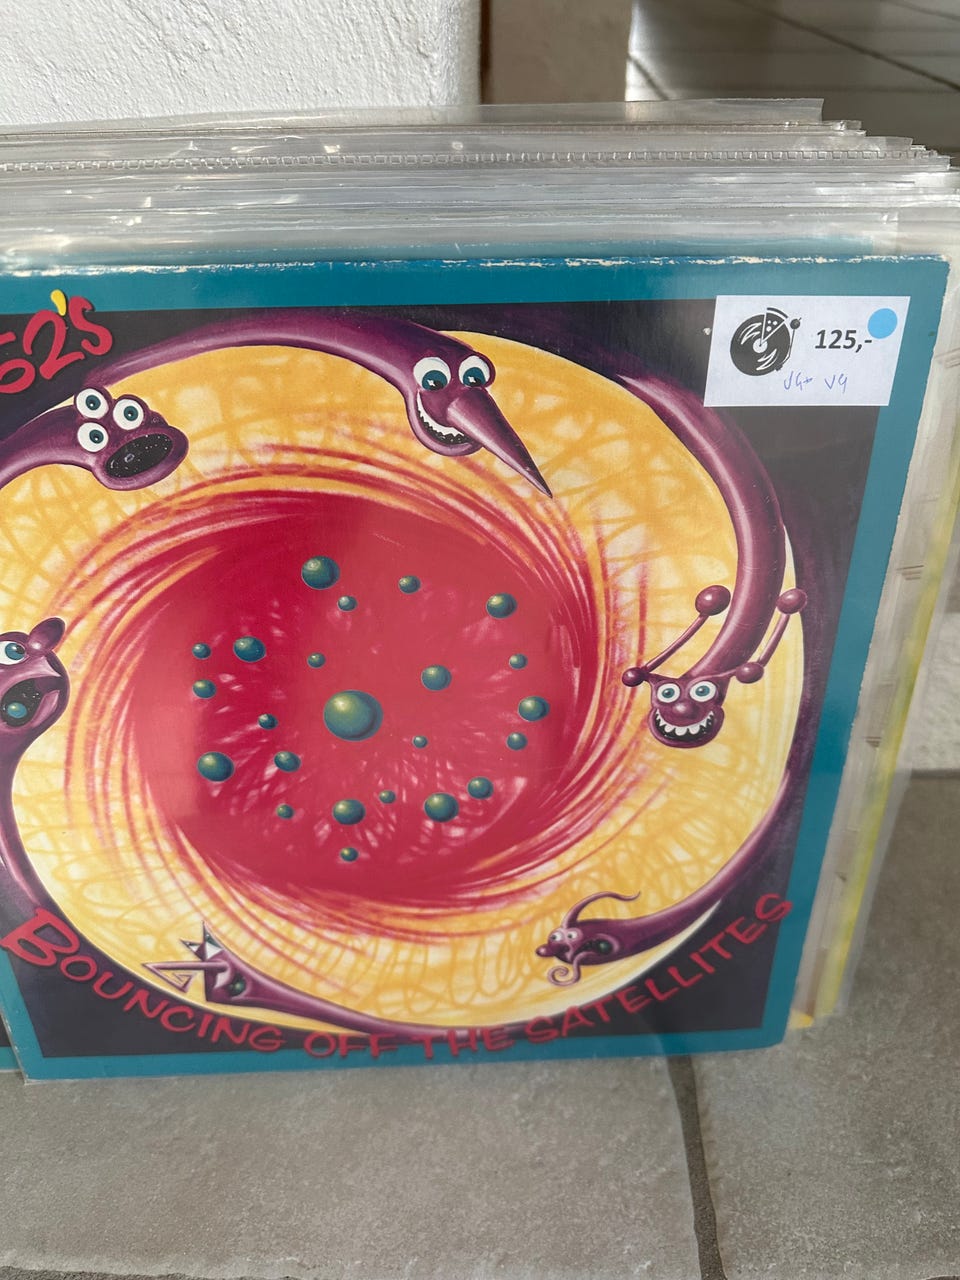 52's
125,-
VG+ VG
BOUNCING OFF THE SATELLITES